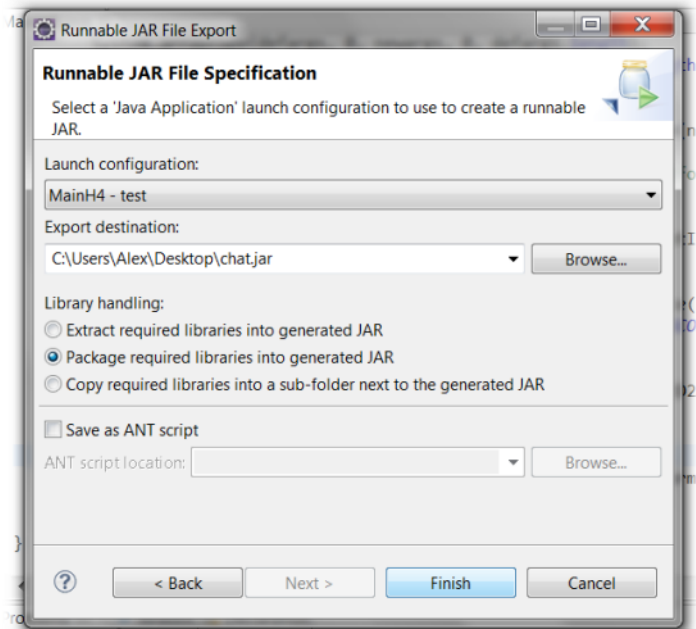 Ma
Runnable JAR File Export
Runnable JAR File Specification
Select a 'Java Application' launch configuration to use to create a runnable
JAR.
Launch configuration:
MainH4 - test
Export destination:
C:\Users\Alex\Desktop\chat.jar
Browse...
Library handling:
Extract required libraries into generated JAR
Package required libraries into generated JAR
Copy required libraries into a sub-folder next to the generated JAR
Save as ANT script
ANT script location:
Browse...
}
?
< Back
Next >
Finish
Cancel